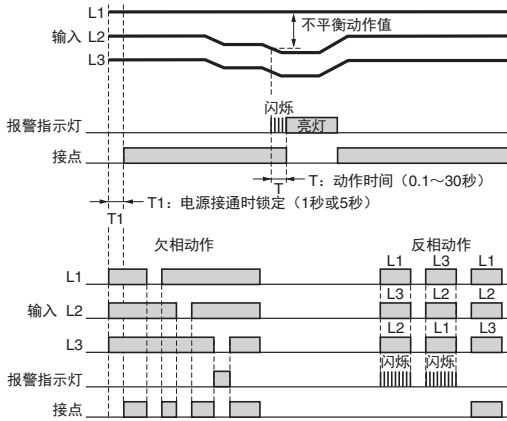 L1
不平衡动作值
输入 L2
L3
闪烁
报警指示灯
亮灯
接点
T
T：动作时间（0.1～30秒）
T1
T1：电源接通时锁定（1秒或5秒）
欠相动作
反相动作
L1 L3 L1
L1
L3 L2 L2
输入 L2
L2 L1 L3
L3
闪烁 闪烁
报警指示灯
接点